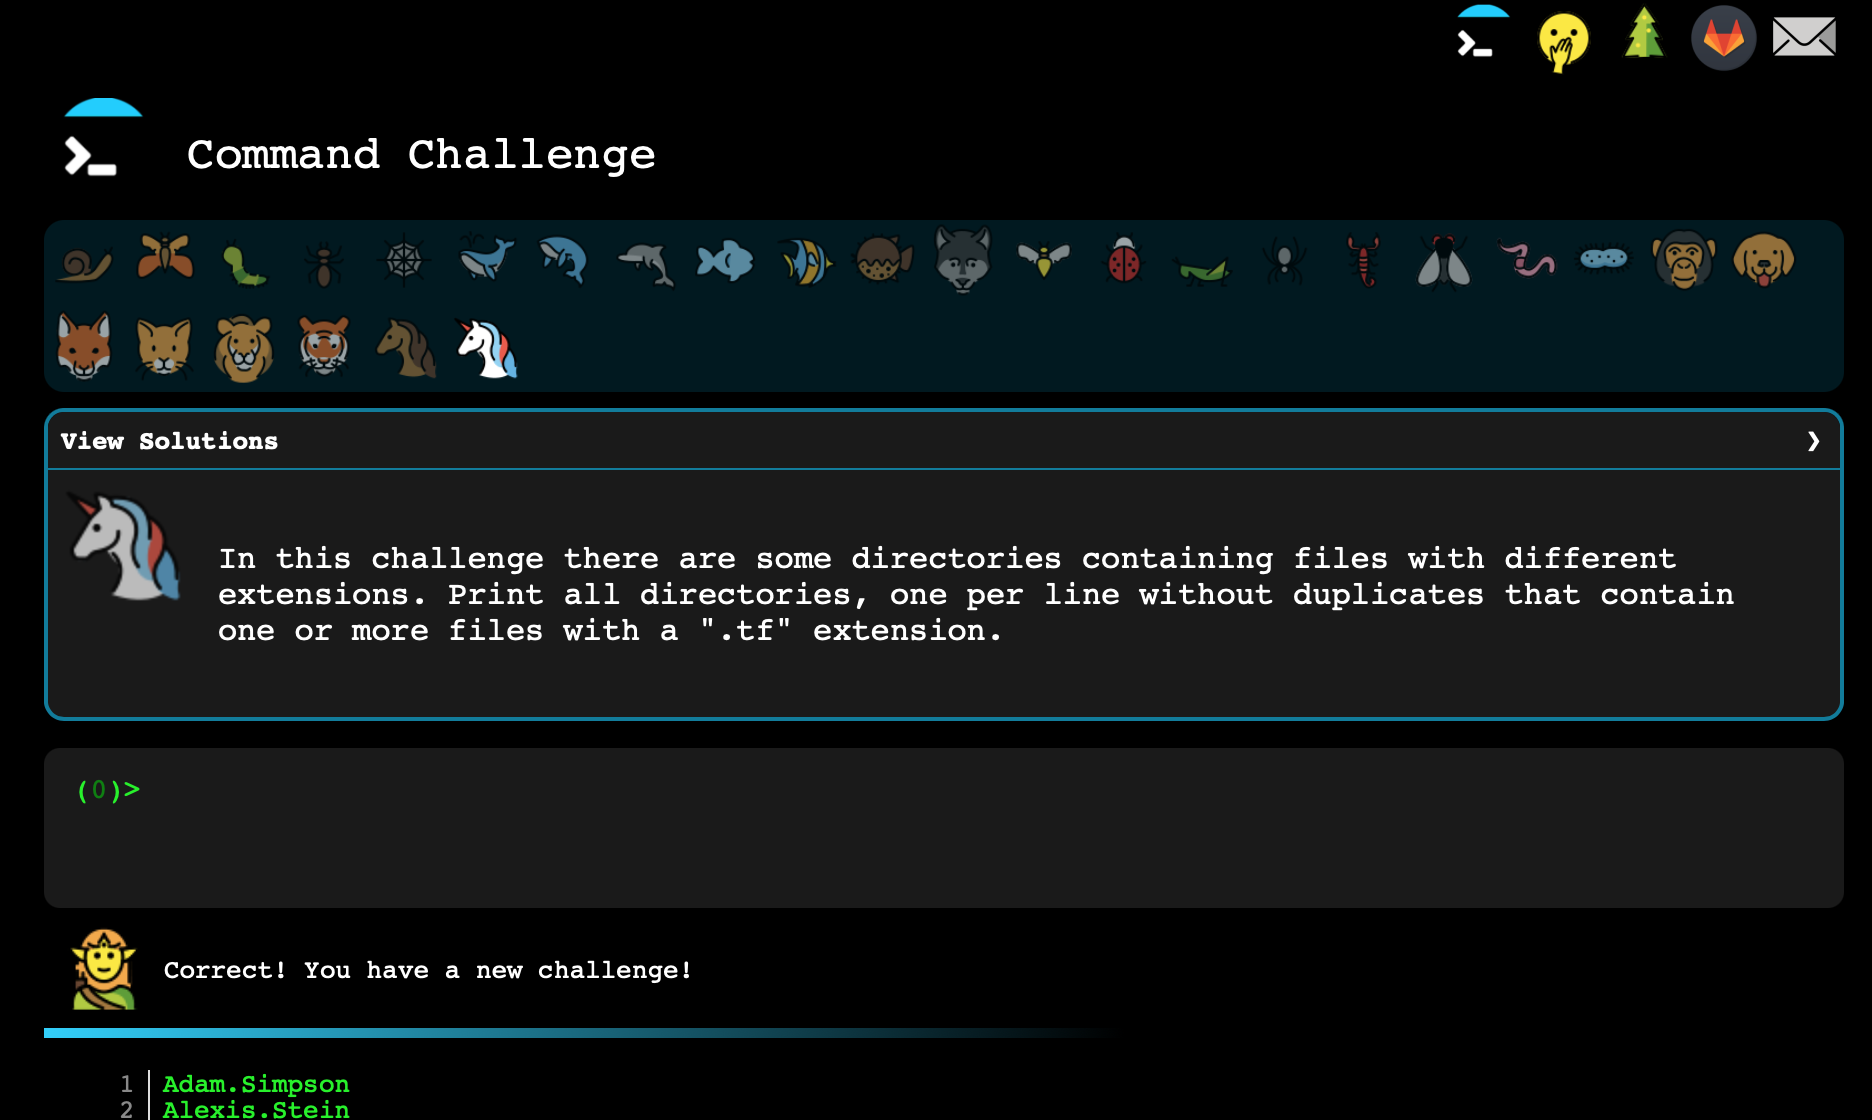 Command Challenge
View Solutions
In this challenge there are some directories containing files with different
extensions. Print all directories, one per line without duplicates that contain
one or more files with a ".tf" extension.
(0)>
Correct! You have a new challenge!
1 Adam.Simpson
2 Alexis.Stein